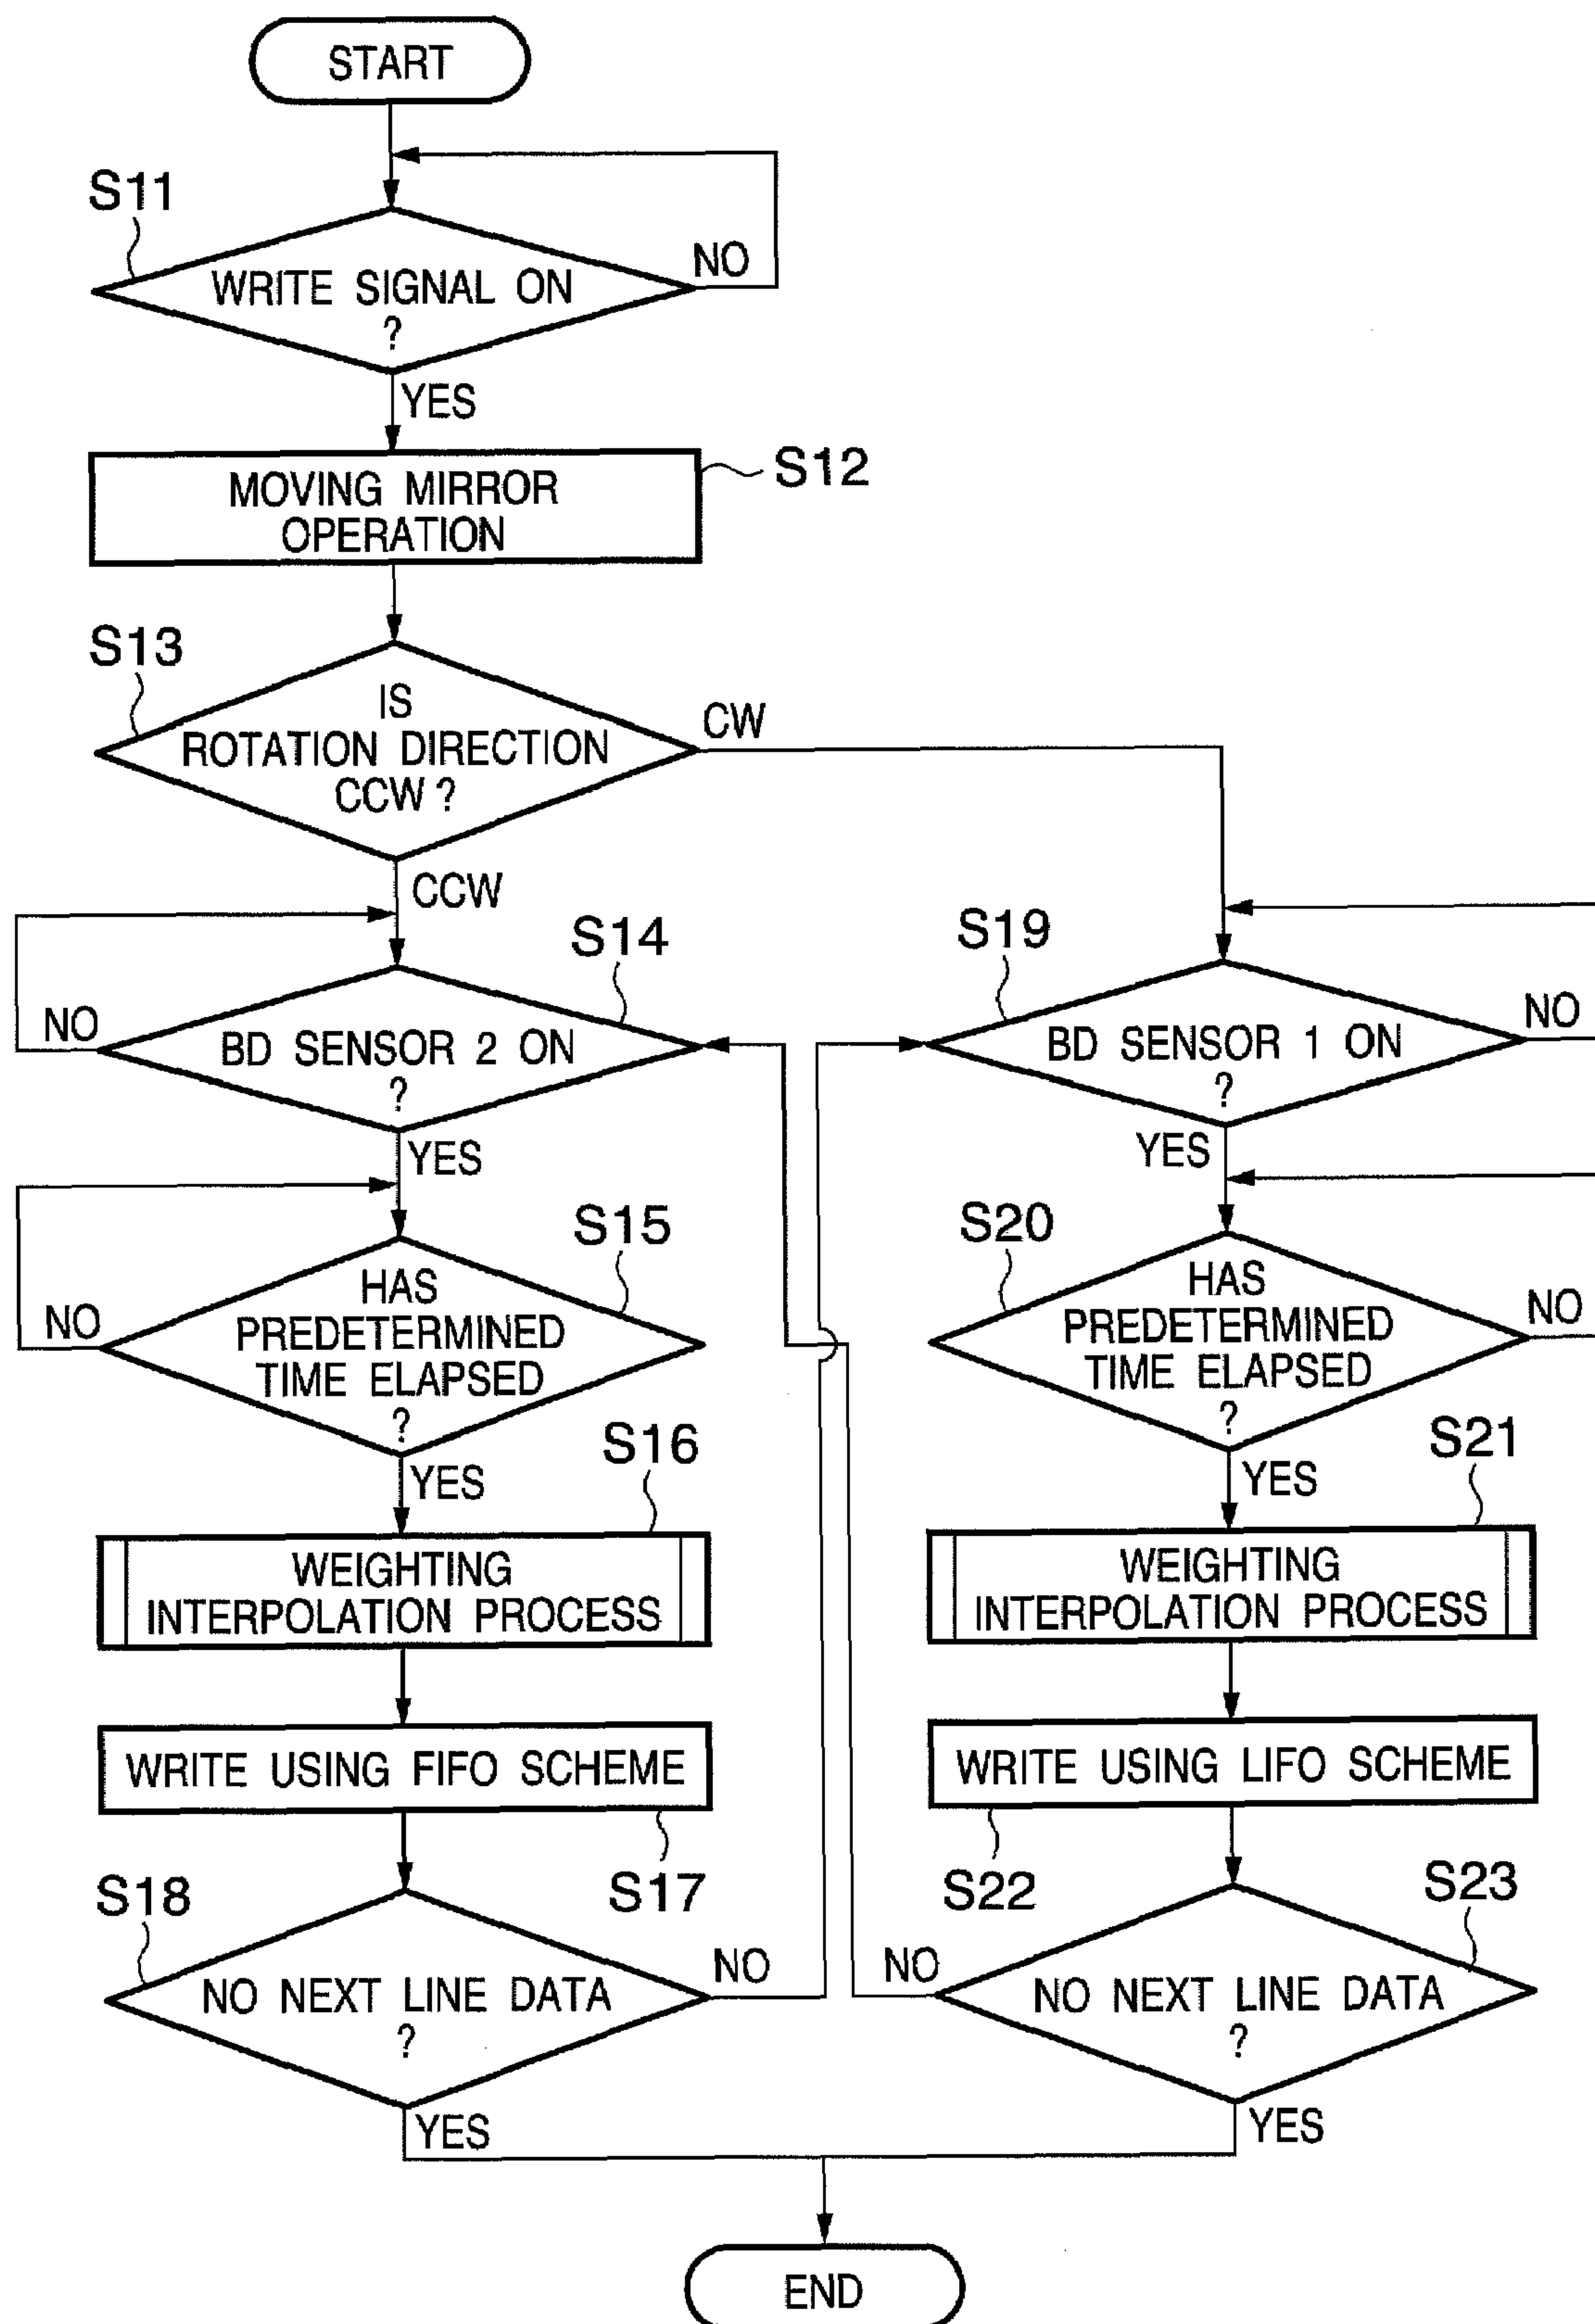 START
S11
NO
WRITE SIGNAL ON
?
YES
S12
MOVING MIRROR
OPERATION
S13
IS
ROTATION DIRECTION
CCW ?
CW
CCW
S14
NO
BD SENSOR 2 ON
?
YES
S15
NO
HAS
PREDETERMINED
TIME ELAPSED
?
YES
S16
WEIGHTING
INTERPOLATION PROCESS
WRITE USING FIFO SCHEME
S17
S18
NO NEXT LINE DATA
?
NO
YES
S19
BD SENSOR 1 ON
?
NO
YES
S20
HAS
PREDETERMINED
TIME ELAPSED
?
NO
YES
S21
WEIGHTING
INTERPOLATION PROCESS
WRITE USING LIFO SCHEME
S22
S23
NO
NO NEXT LINE DATA
?
YES
END